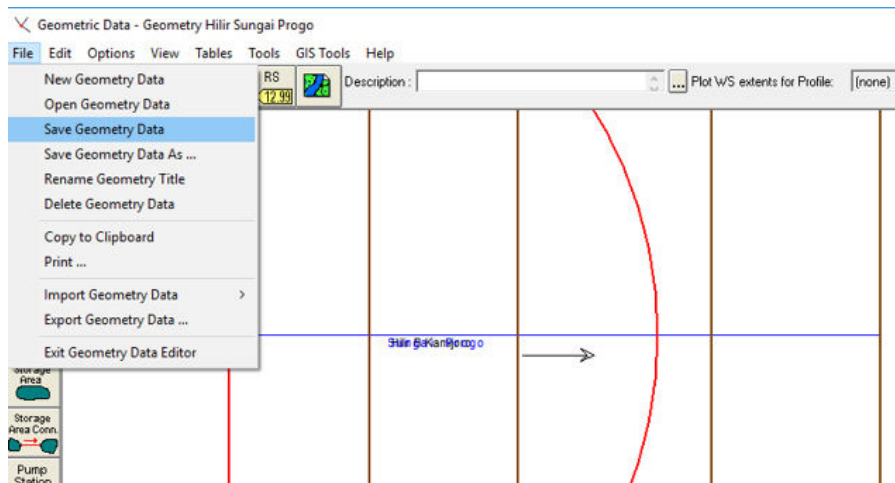 Geometric Data - Geometry Hilir Sungai Progo
File Edit Options View Tables Tools GIS Tools Help
RS
12.99
Description :
... Plot WS extents for Profile: (none)
New Geometry Data
Open Geometry Data
Save Geometry Data
Save Geometry Data As ...
Rename Geometry Title
Delete Geometry Data
Copy to Clipboard
Print ...
Import Geometry Data >
Export Geometry Data ...
Exit Geometry Data Editor
Storage
Area
Storage
Area Conn.
Pump
Station